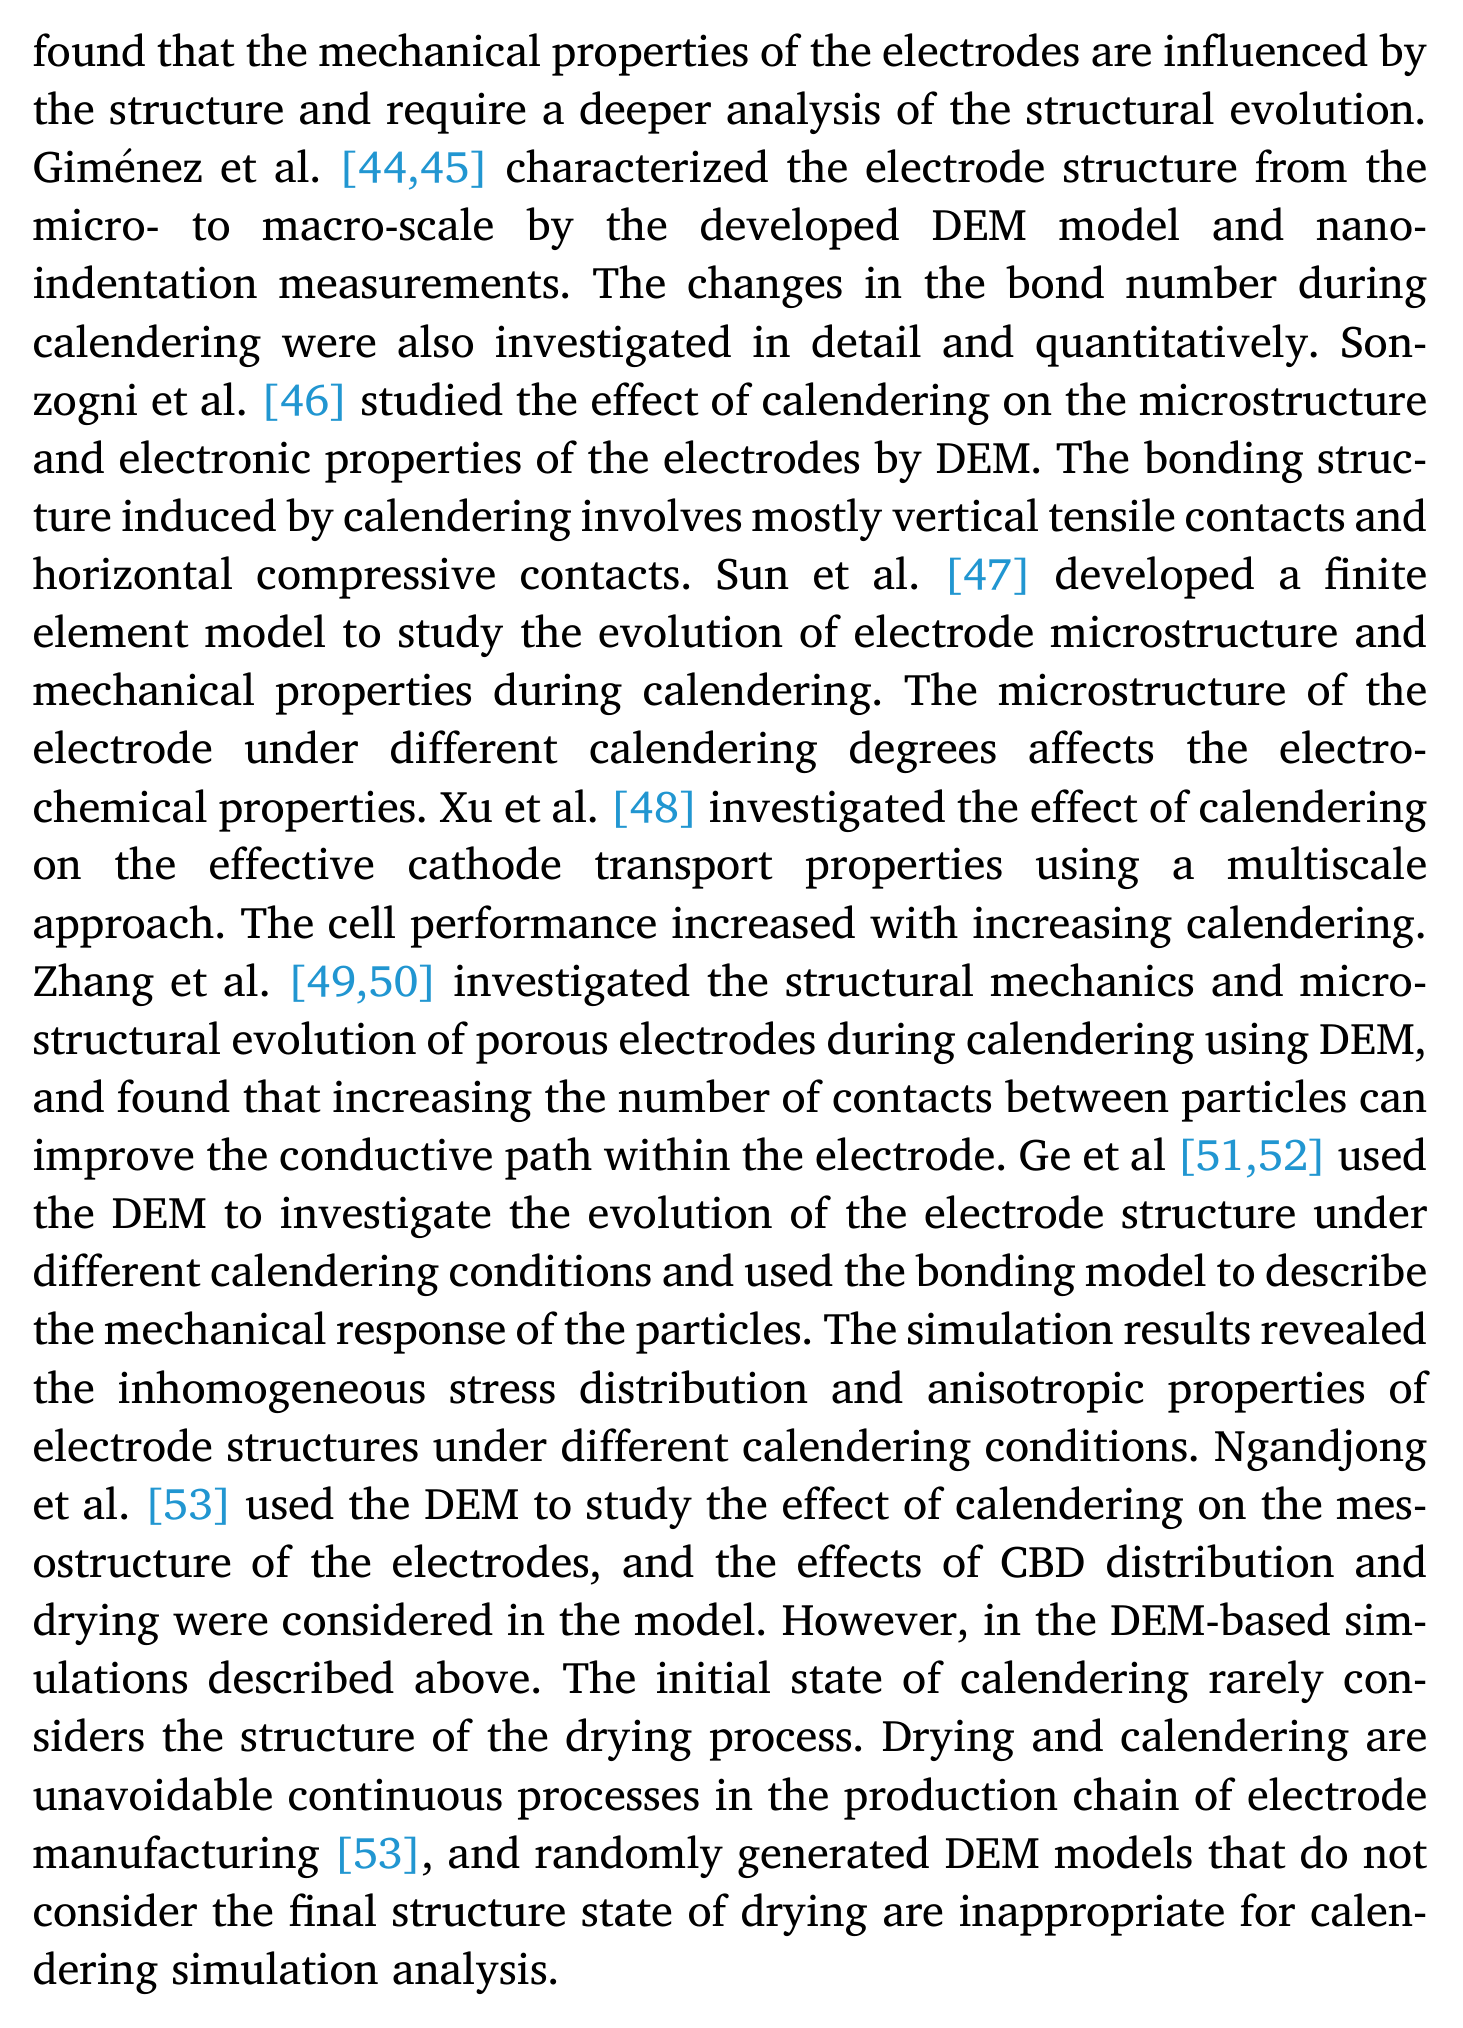 found that the mechanical properties of the electrodes are influenced by
the structure and require a deeper analysis of the structural evolution.
Giménez et al. [44,45] characterized the electrode structure from the
micro- to macro-scale by the developed DEM model and nano-
indentation measurements. The changes in the bond number during
calendering were also investigated in detail and quantitatively. Son-
zogni et al. [46] studied the effect of calendering on the microstructure
and electronic properties of the electrodes by DEM. The bonding struc-
ture induced by calendering involves mostly vertical tensile contacts and
horizontal compressive contacts. Sun et al. [47] developed a finite
element model to study the evolution of electrode microstructure and
mechanical properties during calendering. The microstructure of the
electrode under different calendering degrees affects the electro-
chemical properties. Xu et al. [48] investigated the effect of calendering
on the effective cathode transport properties using a multiscale
approach. The cell performance increased with increasing calendering.
Zhang et al. [49,50] investigated the structural mechanics and micro-
structural evolution of porous electrodes during calendering using DEM,
and found that increasing the number of contacts between particles can
improve the conductive path within the electrode. Ge et al [51,52] used
the DEM to investigate the evolution of the electrode structure under
different calendering conditions and used the bonding model to describe
the mechanical response of the particles. The simulation results revealed
the inhomogeneous stress distribution and anisotropic properties of
electrode structures under different calendering conditions. Ngandjong
et al. [53] used the DEM to study the effect of calendering on the mes-
ostructure of the electrodes, and the effects of CBD distribution and
drying were considered in the model. However, in the DEM-based sim-
ulations described above. The initial state of calendering rarely con-
siders the structure of the drying process. Drying and calendering are
unavoidable continuous processes in the production chain of electrode
manufacturing [53], and randomly generated DEM models that do not
consider the final structure state of drying are inappropriate for calen-
dering simulation analysis.